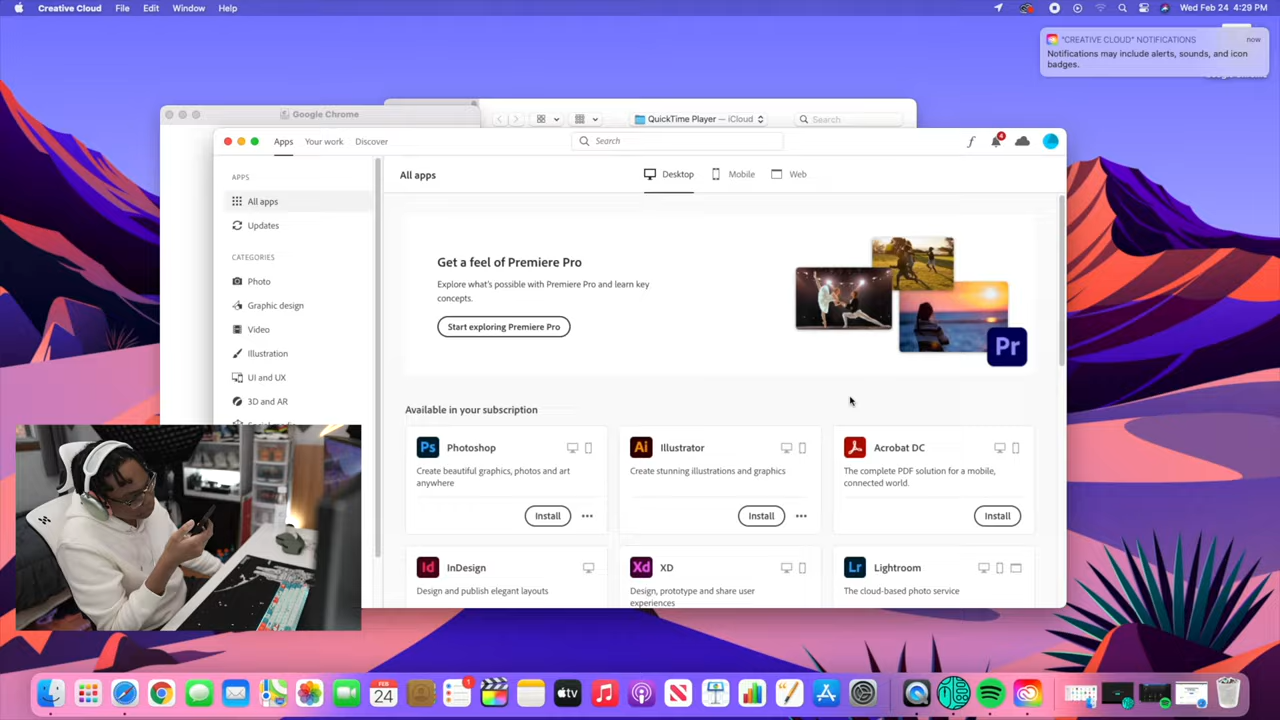 Creative Cloud File Edit Window Help
Wed Feb 24 4:29 PM
"CREATIVE CLOUD" NOTIFICATIONS now
Notifications may include alerts, sounds, and icon
badges.
Google Chrome
QuickTime Player — iCloud
Search
Apps Your work Discover
Search
4
APPS
All apps
Updates
CATEGORIES
Photo
Graphic design
Video
Illustration
UI and UX
3D and AR
All apps
Desktop Mobile Web
Get a feel of Premiere Pro
Explore what's possible with Premiere Pro and learn key
concepts.
Start exploring Premiere Pro
Pr
Available in your subscription
Ps Photoshop
Create beautiful graphics, photos and art
anywhere
Install
Ai Illustrator
Create stunning illustrations and graphics
Install
Acrobat DC
The complete PDF solution for a mobile,
connected world.
Install
Id InDesign
Design and publish elegant layouts
Xd XD
Design, prototype and share user
experiences
Lr Lightroom
The cloud-based photo service
FEB
24
1
tv